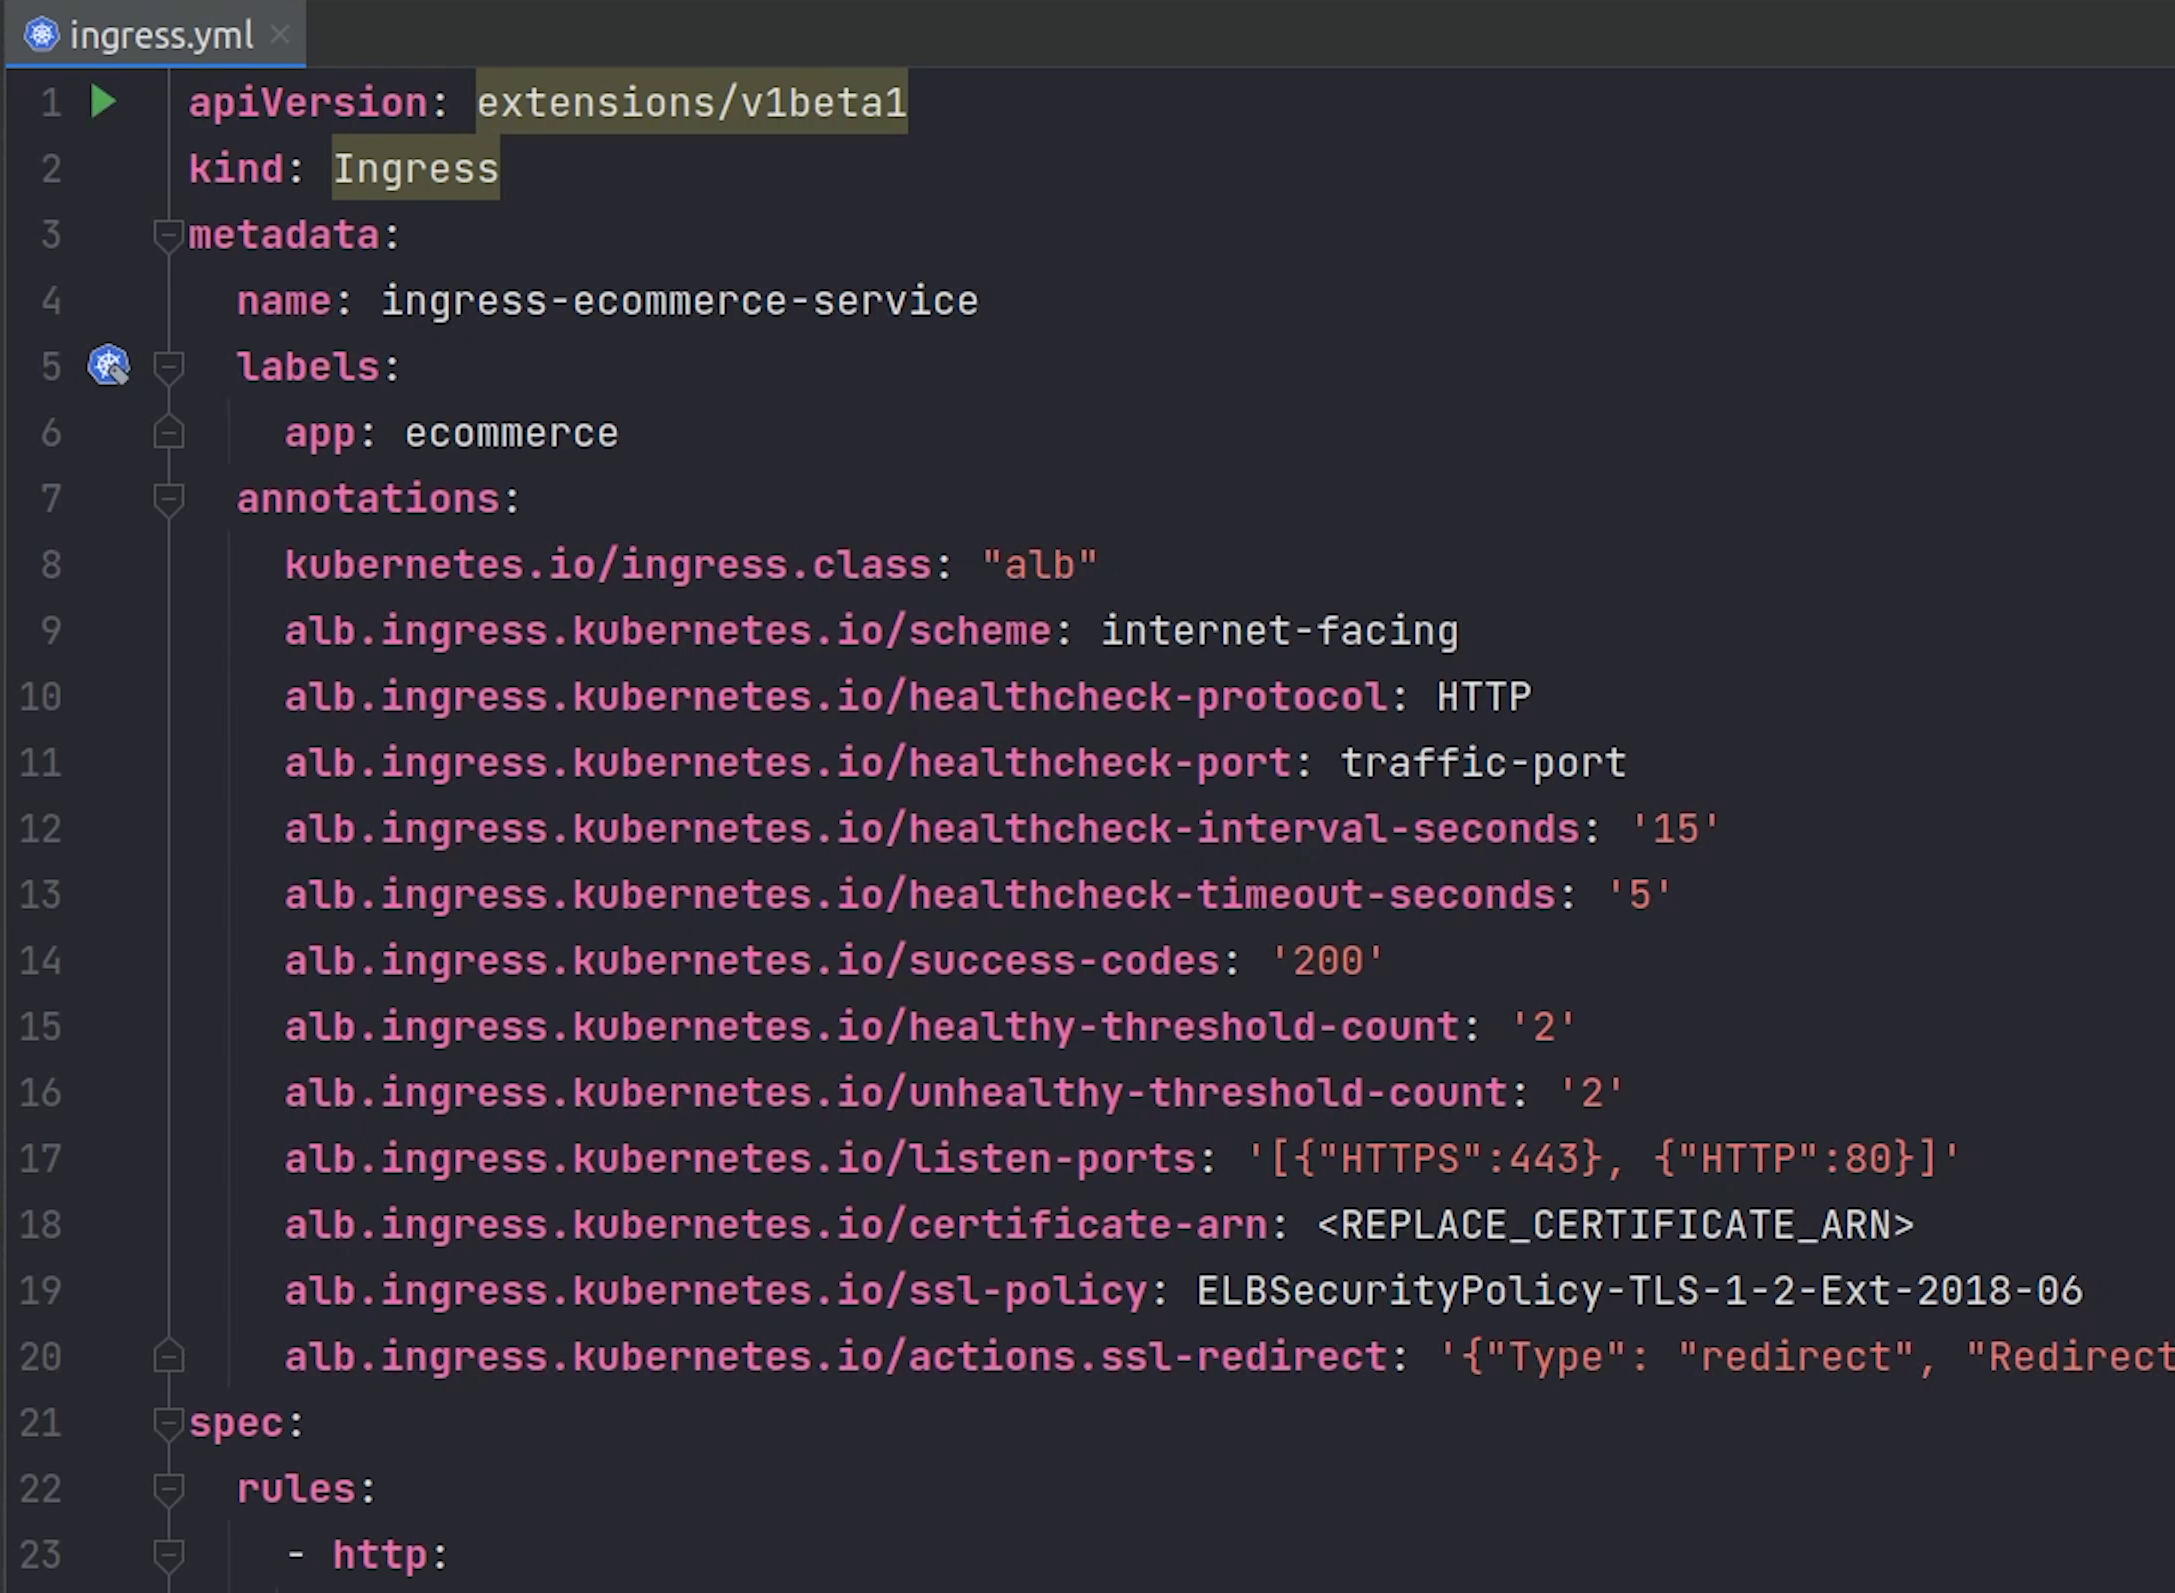 ingress.yml
1 apiVersion: extensions/v1beta1
2 kind: Ingress
3 metadata:
4   name: ingress-ecommerce-service
5   labels:
6     app: ecommerce
7   annotations:
8     kubernetes.io/ingress.class: "alb"
9     alb.ingress.kubernetes.io/scheme: internet-facing
10     alb.ingress.kubernetes.io/healthcheck-protocol: HTTP
11     alb.ingress.kubernetes.io/healthcheck-port: traffic-port
12     alb.ingress.kubernetes.io/healthcheck-interval-seconds: '15'
13     alb.ingress.kubernetes.io/healthcheck-timeout-seconds: '5'
14     alb.ingress.kubernetes.io/success-codes: '200'
15     alb.ingress.kubernetes.io/healthy-threshold-count: '2'
16     alb.ingress.kubernetes.io/unhealthy-threshold-count: '2'
17     alb.ingress.kubernetes.io/listen-ports: '[{"HTTPS":443}, {"HTTP":80}]'
18     alb.ingress.kubernetes.io/certificate-arn: <REPLACE_CERTIFICATE_ARN>
19     alb.ingress.kubernetes.io/ssl-policy: ELBSecurityPolicy-TLS-1-2-Ext-2018-06
20     alb.ingress.kubernetes.io/actions.ssl-redirect: '{"Type": "redirect", "Redirect
21 spec:
22   rules:
23     - http: